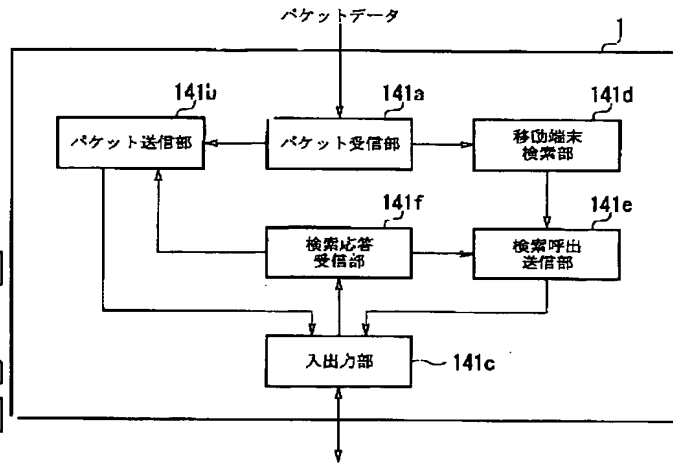 パケットデータ
1
141b
141a
141d
パケット送信部
パケット受信部
移動端末
検索部
141f
141e
検索応答
受信部
検索呼出
送信部
入出力部
141c